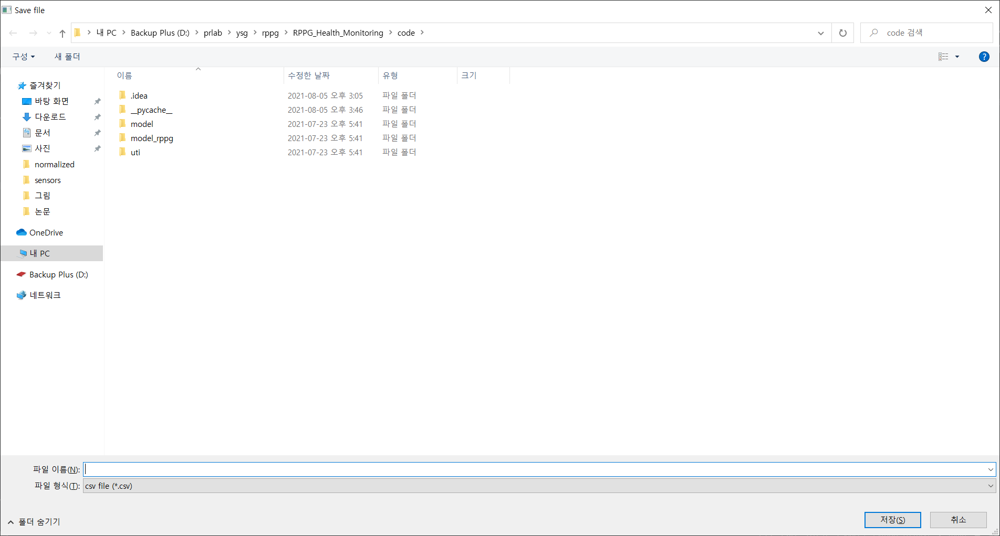 Save file
내 PC > Backup Plus (D:) > prlab > ysg > rppg > RPPG_Health_Monitoring > code >
code 검색
구성
새 폴더
이름 수정한 날짜 유형 크기
.idea 2021-08-05 오후 3:05 파일 폴더
__pycache__ 2021-08-05 오후 3:46 파일 폴더
model 2021-07-23 오후 5:41 파일 폴더
model_rppg 2021-07-23 오후 5:41 파일 폴더
uti 2021-07-23 오후 5:41 파일 폴더
즐겨찾기
바탕 화면
다운로드
문서
사진
normalized
sensors
그림
논문
OneDrive
내 PC
Backup Plus (D:)
네트워크
파일 이름(N):
파일 형식(T): csv file (*.csv)
폴더 숨기기
저장(S)
취소